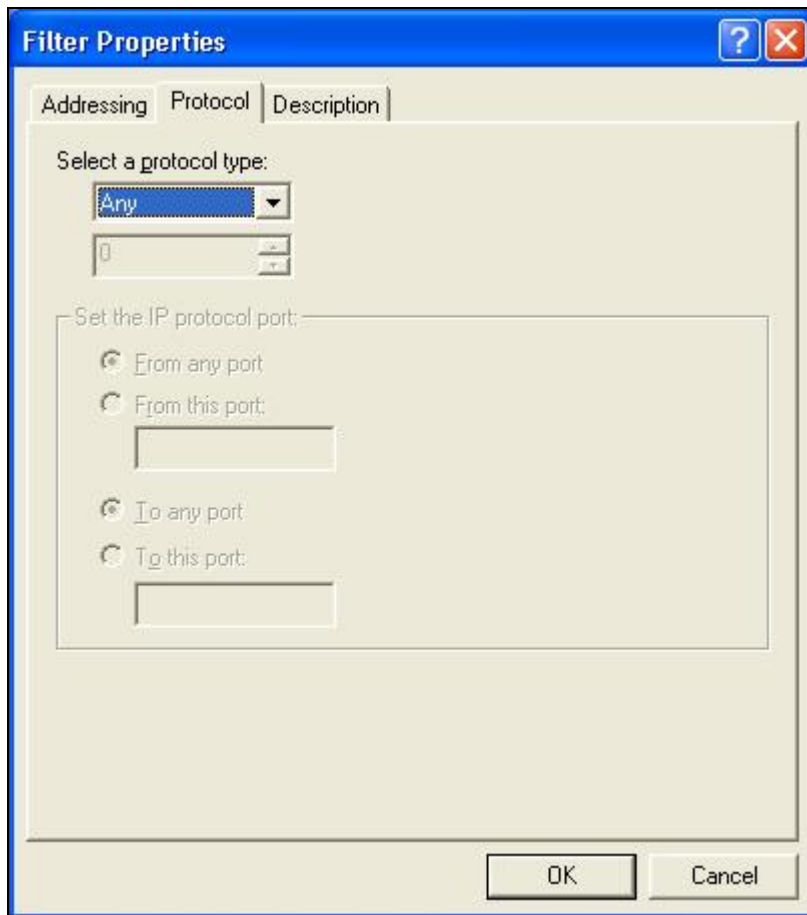 Filter Properties
Addressing Protocol Description
Select a protocol type:
Any
0
Set the IP protocol port:
From any port
From this port:
To any port
To this port:
OK Cancel